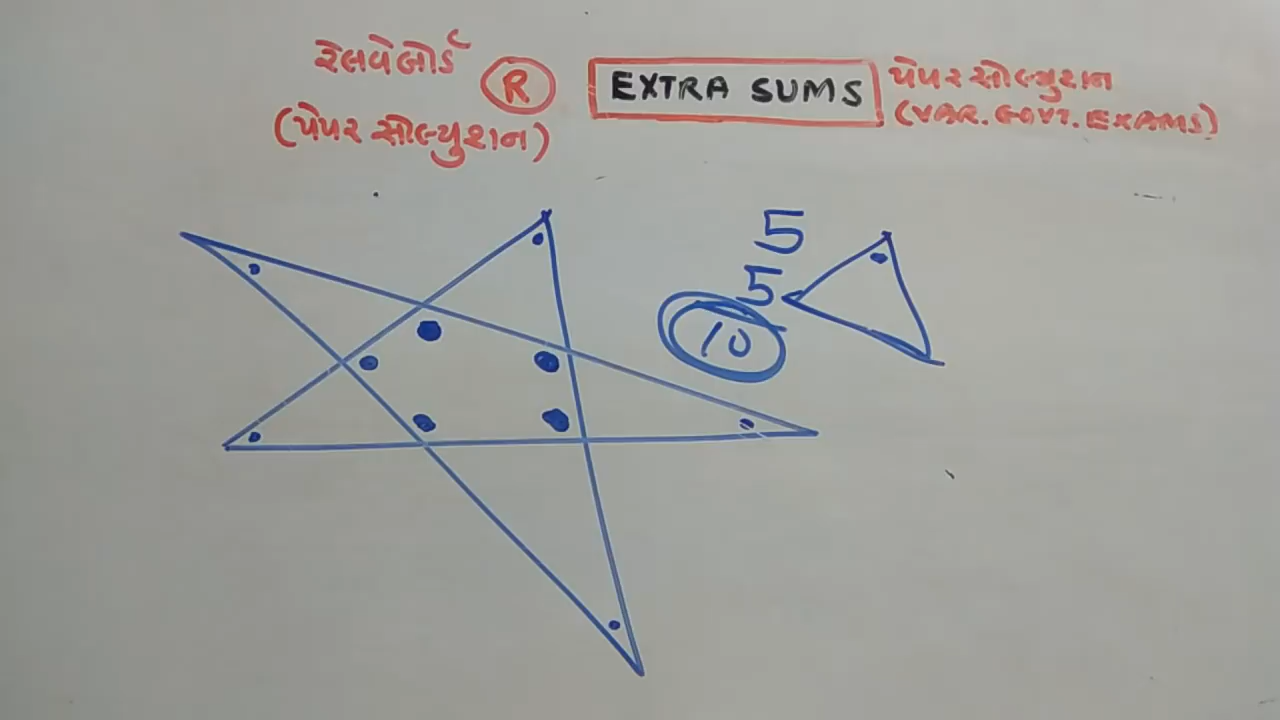 રેલવે બોર્ડ
(પેપર સોલ્યુશન)
R
EXTRA SUMS
પેપર સોલ્યુશન
(VAR. GOVT. EXAMS)
5
5
10